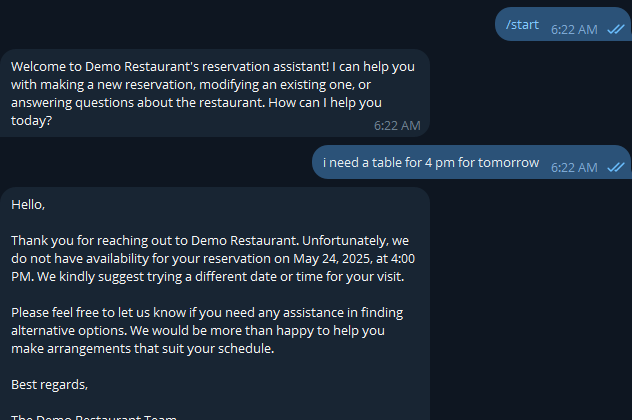 /start 6:22 AM
Welcome to Demo Restaurant's reservation assistant! I can help you
with making a new reservation, modifying an existing one, or
answering questions about the restaurant. How can I help you
today?
6:22 AM
i need a table for 4 pm for tomorrow 6:22 AM
Hello,
Thank you for reaching out to Demo Restaurant. Unfortunately, we
do not have availability for your reservation on May 24, 2025, at 4:00
PM. We kindly suggest trying a different date or time for your visit.
Please feel free to let us know if you need any assistance in finding
alternative options. We would be more than happy to help you
make arrangements that suit your schedule.
Best regards,
The Demo Restaurant Team